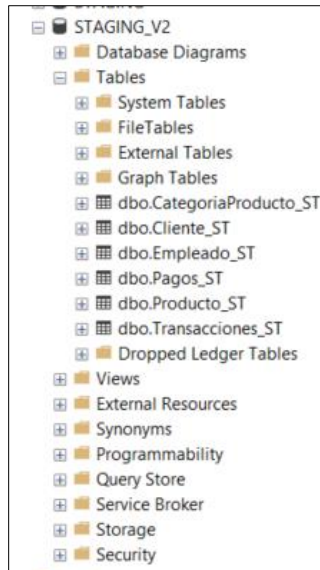 STAGING_V2
Database Diagrams
Tables
System Tables
FileTables
External Tables
Graph Tables
dbo.CategoriaProducto_ST
dbo.Cliente_ST
dbo.Empleado_ST
dbo.Pagos_ST
dbo.Producto_ST
dbo.Transacciones_ST
Dropped Ledger Tables
Views
External Resources
Synonyms
Programmability
Query Store
Service Broker
Storage
Security